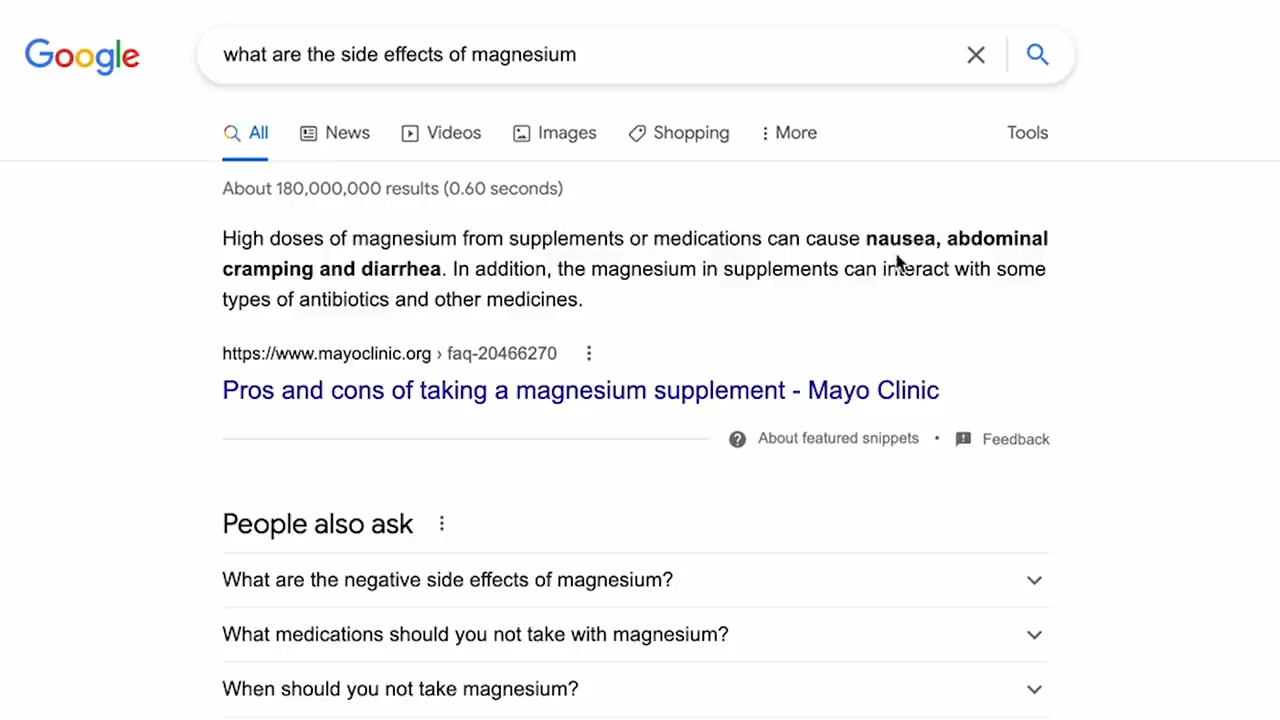 Google
what are the side effects of magnesium
All News Videos Images Shopping More Tools
About 180,000,000 results (0.60 seconds)
High doses of magnesium from supplements or medications can cause nausea, abdominal
cramping and diarrhea. In addition, the magnesium in supplements can interact with some
types of antibiotics and other medicines.
https://www.mayoclinic.org › faq-20466270
Pros and cons of taking a magnesium supplement - Mayo Clinic
About featured snippets • Feedback
People also ask
What are the negative side effects of magnesium?
What medications should you not take with magnesium?
When should you not take magnesium?